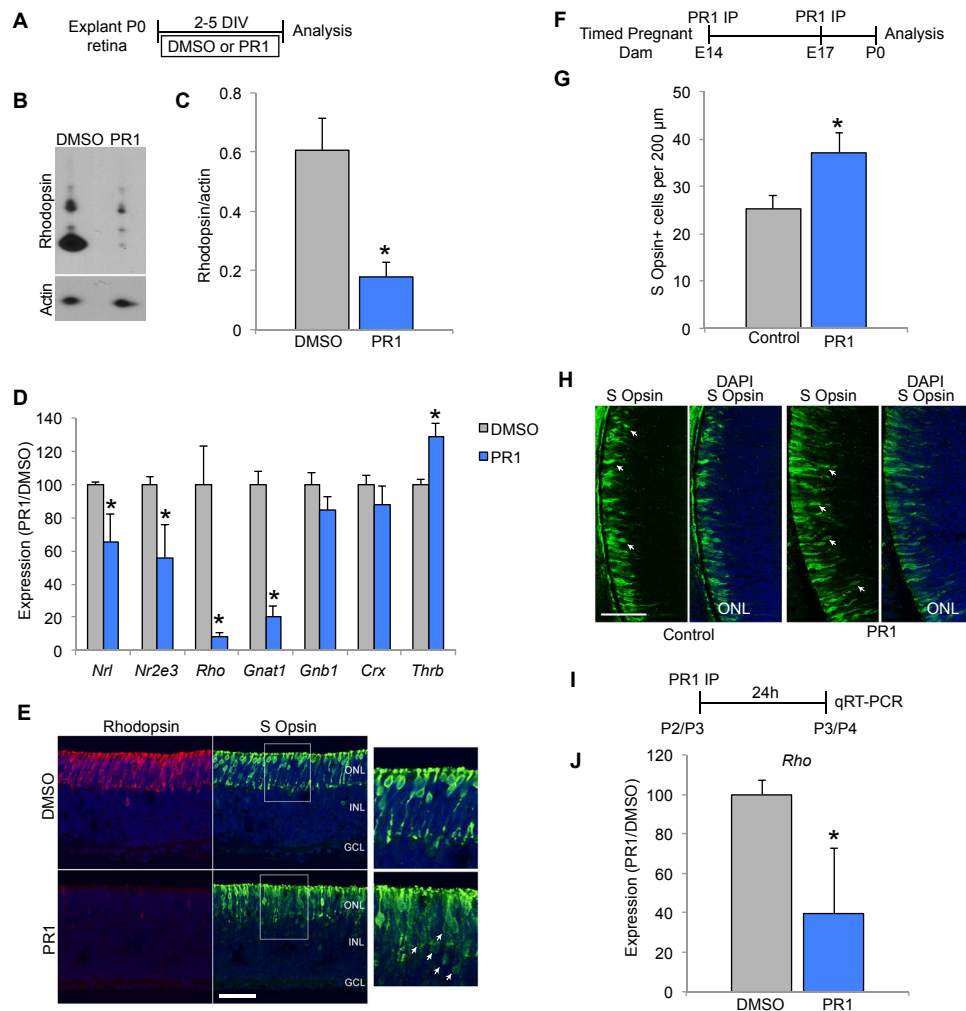 A
Explant P0
retina
2-5 DIV
DMSO or PR1
Analysis
B
DMSO PR1
Rhodopsin
Actin
C
Rhodopsin/actin
0.8
0.6
0.4
0.2
0
*
DMSO
PR1
D
Expression (PR1/DMSO)
140
120
100
80
60
40
20
0
* * * * *
DMSO
PR1
Nrl Nr2e3 Rho Gnat1 Gnb1 Crx Thrb
E
Rhodopsin S Opsin
DMSO
ONL
INL
GCL
PR1
ONL
INL
GCL
F
PR1 IP PR1 IP
Timed Pregnant
Dam
Analysis
E14 E17 P0
G
S Opsin+ cells per 200 µm
50
40
30
20
10
0
*
Control
PR1
H
S Opsin
DAPI
S Opsin
S Opsin
DAPI
S Opsin
ONL
ONL
Control
PR1
I
PR1 IP
24h
qRT-PCR
P2/P3 P3/P4
J
Rho
Expression (PR1/DMSO)
120
100
80
60
40
20
0
*
DMSO
PR1